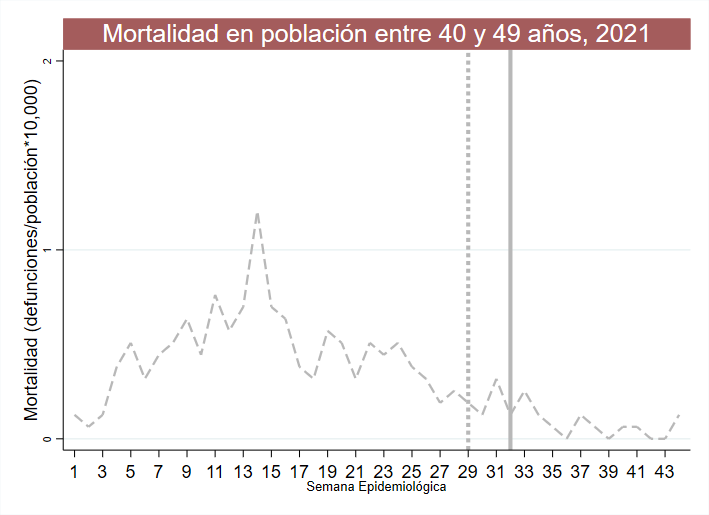 Mortalidad en población entre 40 y 49 años, 2021
Mortalidad (defunciones/población*10,000)
2
1
0
1 3 5 7 9 11 13 15 17 19 21 23 25 27 29 31 33 35 37 39 41 43
Semana Epidemiológica